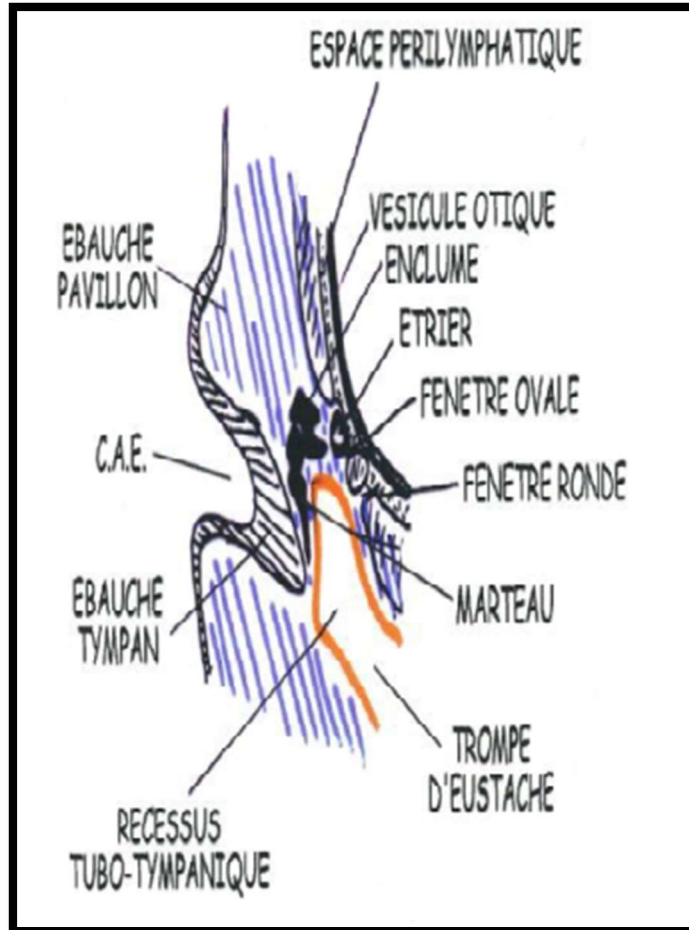 ESPACE PERILYMPHATIQUE
VESICULE OTIQUE
ENCLUME
EBAUCHE
PAVILLON
ETRIER
FENETRE OVALE
C.A.E.
FENETRE RONDE
EBAUCHE
TYMPAN
MARTEAU
TROMPE
D'EUSTACHE
RECESSUS
TUBO-TYMPANIQUE